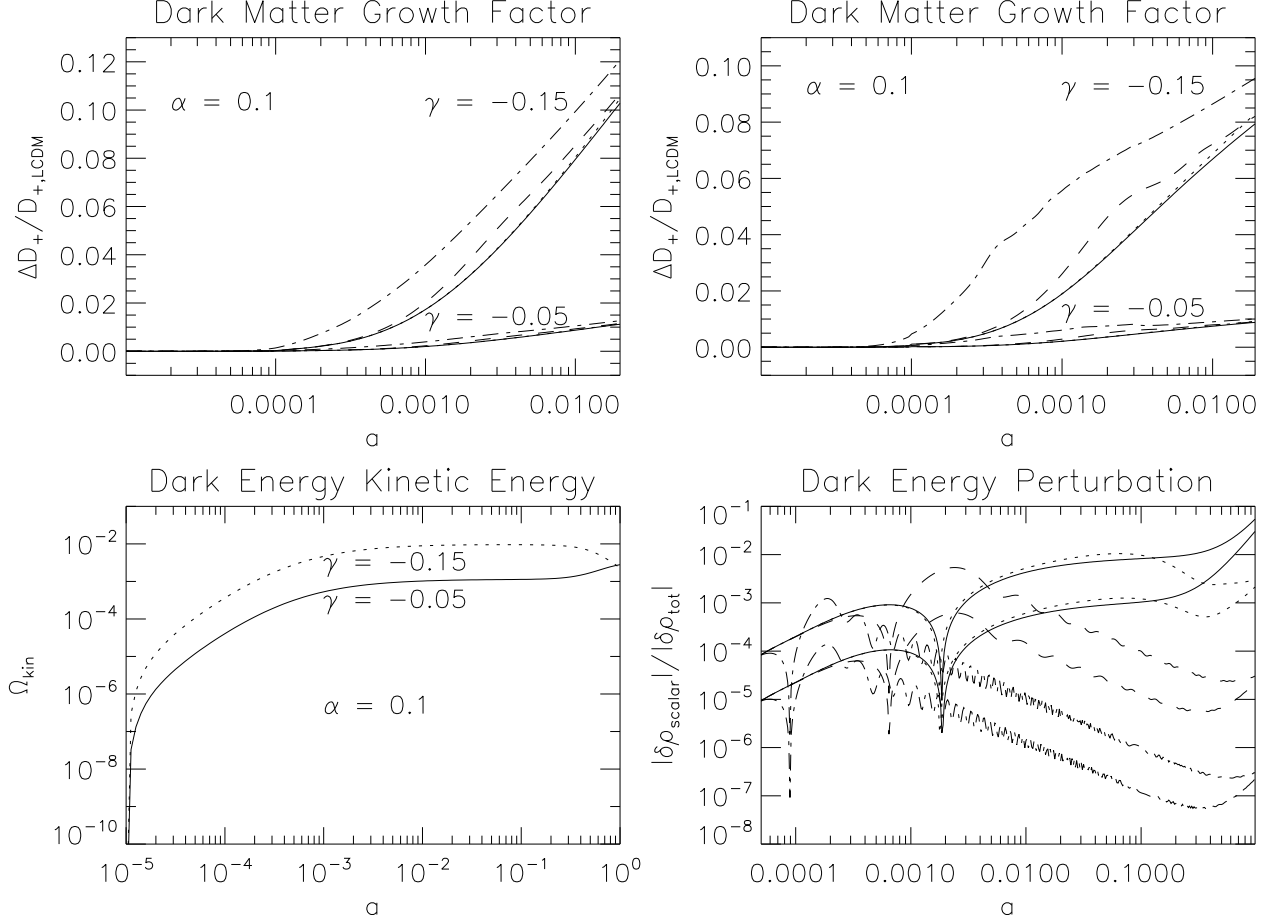 Dark Matter Growth Factor
ΔD₊/D₊,LCDM
0.12
0.10
0.08
0.06
0.04
0.02
0.00
α = 0.1
γ = −0.15
γ = −0.05
0.0001
0.0010
0.0100
a
Dark Matter Growth Factor
ΔD₊/D₊,LCDM
0.10
0.08
0.06
0.04
0.02
0.00
α = 0.1
γ = −0.15
γ = −0.05
0.0001
0.0010
0.0100
a
Dark Energy Kinetic Energy
Ωkin
10⁻²
10⁻⁴
10⁻⁶
10⁻⁸
10⁻¹⁰
γ = −0.15
γ = −0.05
α = 0.1
10⁻⁵
10⁻⁴
10⁻³
10⁻²
10⁻¹
10⁰
a
Dark Energy Perturbation
|δρscalar|/|δρtot|
10⁻¹
10⁻²
10⁻³
10⁻⁴
10⁻⁵
10⁻⁶
10⁻⁷
10⁻⁸
0.0001
0.0010
0.0100
0.1000
a